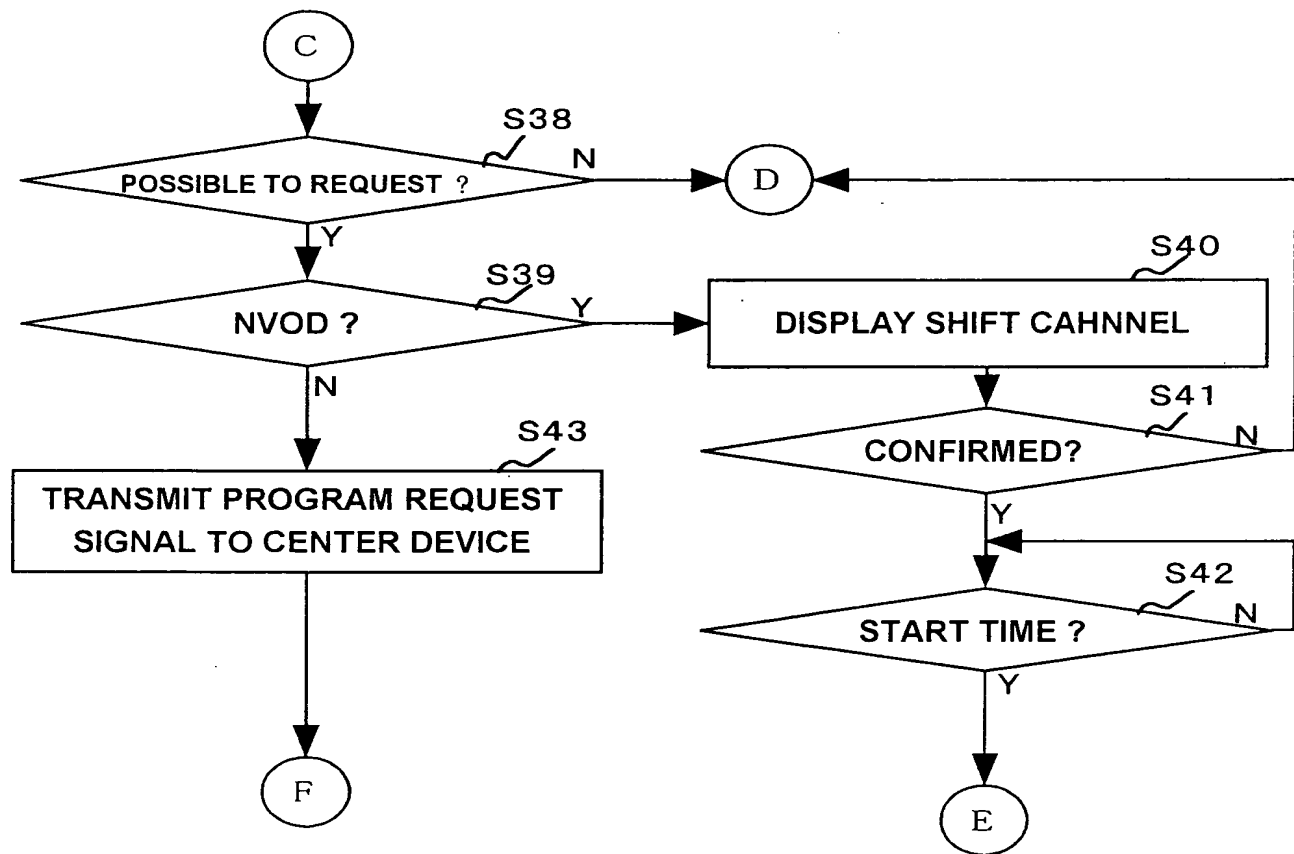 C
S38
POSSIBLE TO REQUEST ?
N
D
Y
S39
NVOD ?
Y
S40
DISPLAY SHIFT CAHNNEL
N
S41
CONFIRMED?
N
S43
TRANSMIT PROGRAM REQUEST
SIGNAL TO CENTER DEVICE
Y
S42
START TIME ?
N
Y
F
E